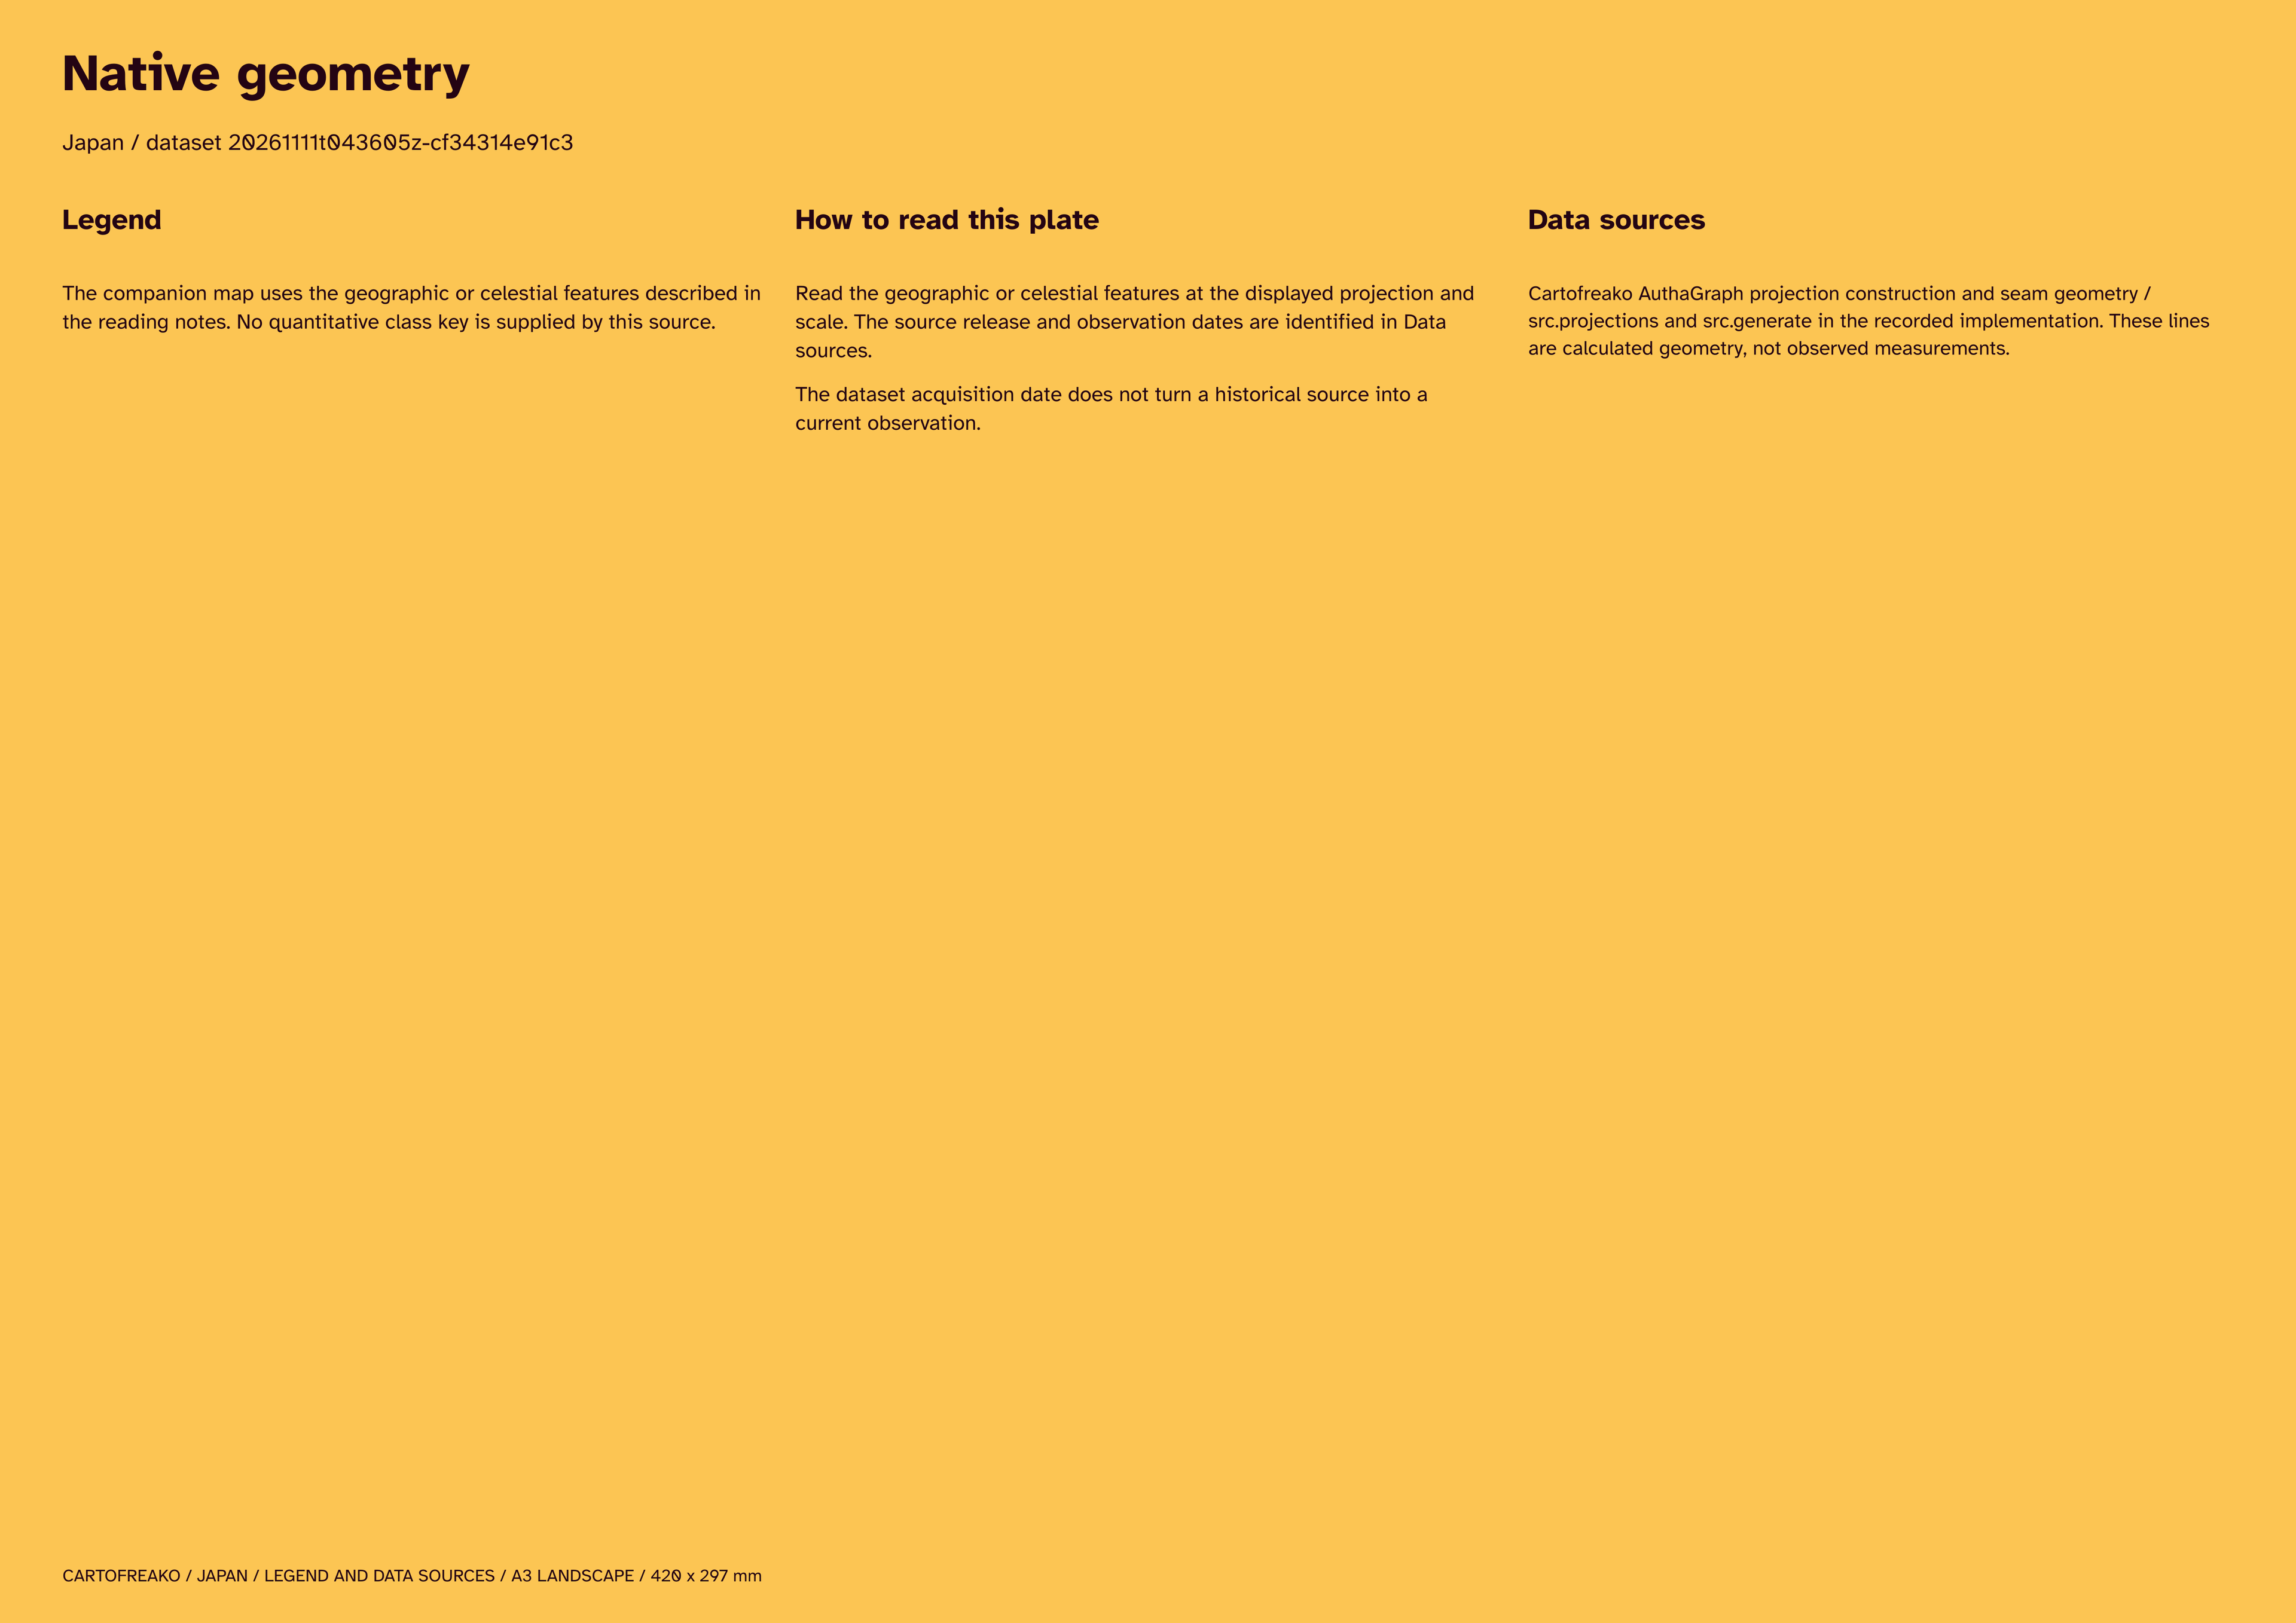 Native geometry
Japan / dataset 20261111t043605z-cf34314e91c3
Legend
The companion map uses the geographic or celestial features described in
the reading notes. No quantitative class key is supplied by this source.
How to read this plate
Read the geographic or celestial features at the displayed projection and
scale. The source release and observation dates are identified in Data
sources.
The dataset acquisition date does not turn a historical source into a
current observation.
Data sources
Cartofreako AuthaGraph projection construction and seam geometry /
src.projections and src.generate in the recorded implementation. These lines
are calculated geometry, not observed measurements.
CARTOFREAKO / JAPAN / LEGEND AND DATA SOURCES / A3 LANDSCAPE / 420 x 297 mm